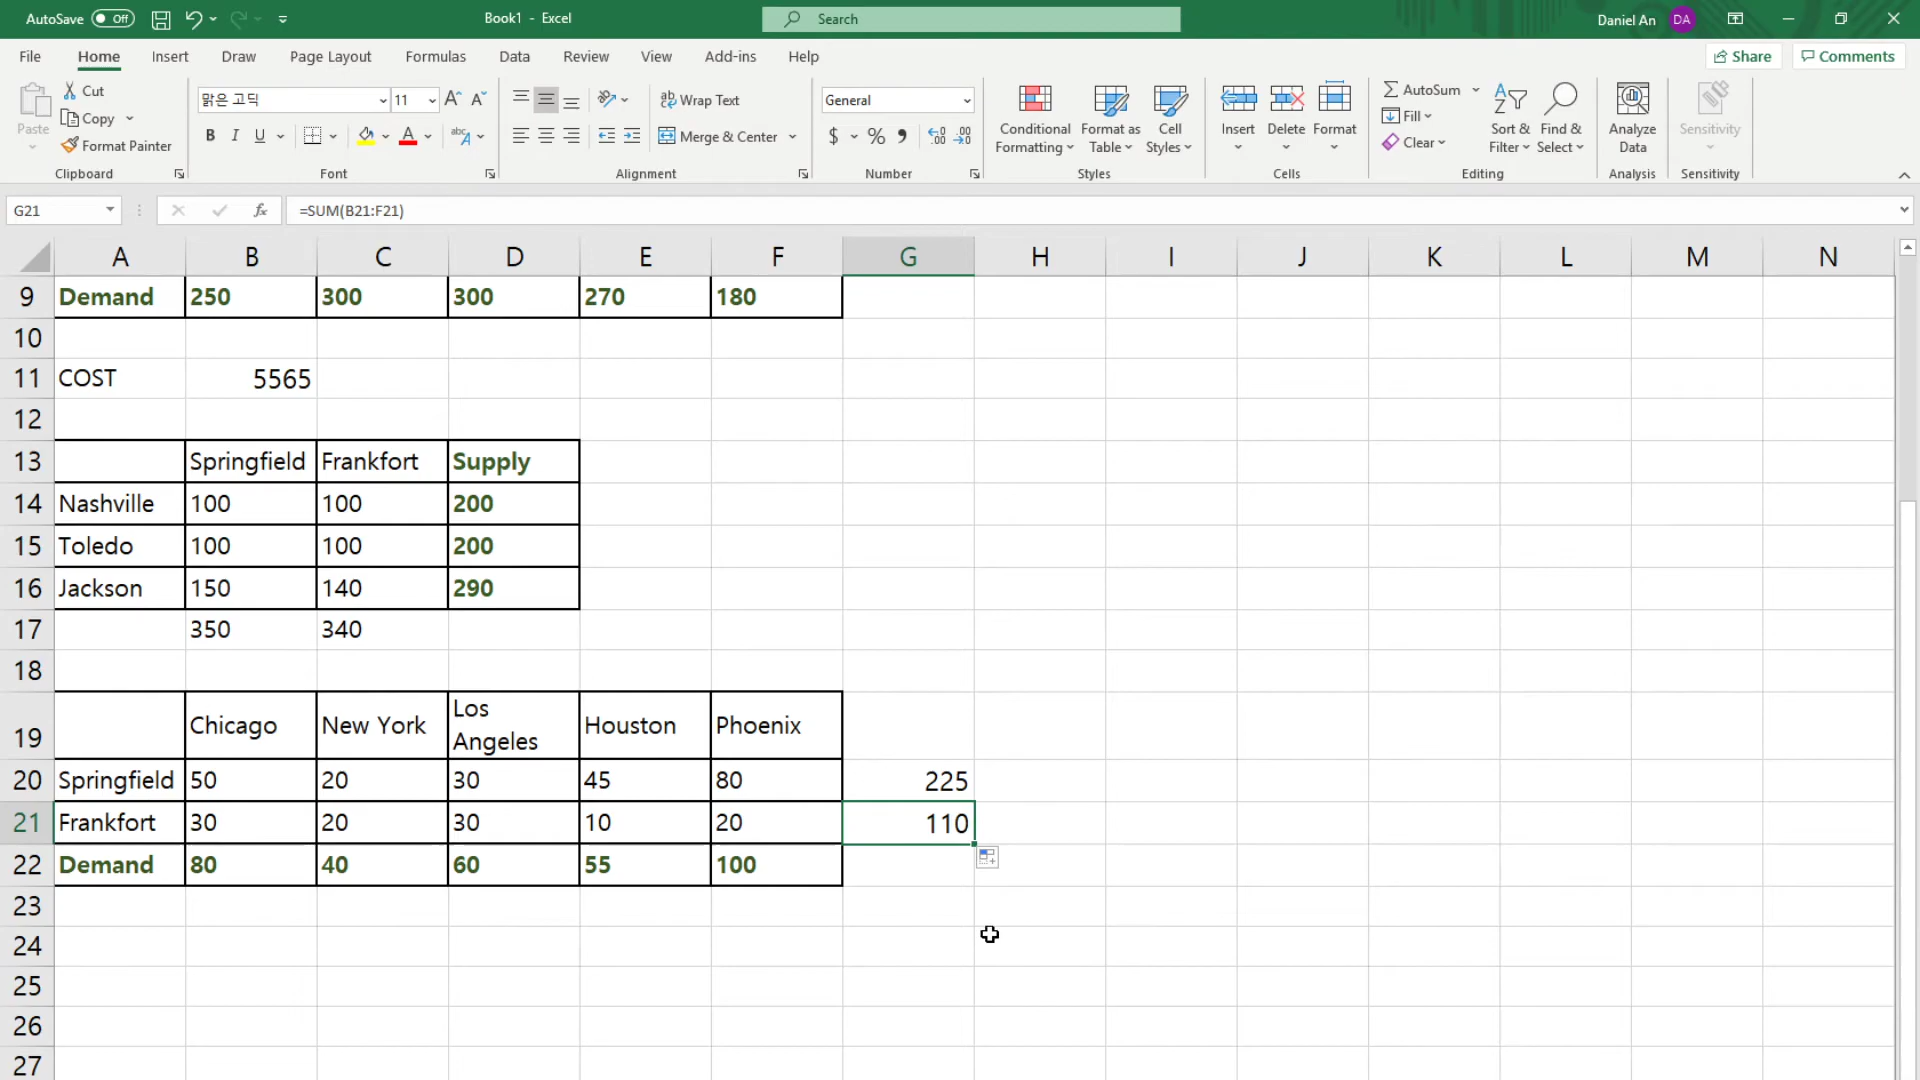 AutoSave Off Book1 - Excel Search Daniel An DA
File Home Insert Draw Page Layout Formulas Data Review View Add-ins Help Share Comments
Paste Cut Copy Format Painter
맑은 고딕 11
B I U
Wrap Text
Merge & Center
General
$ %
Conditional Formatting
Format as Table
Cell Styles
Insert Delete Format
AutoSum
Fill
Clear
Sort & Filter
Find & Select
Analyze Data
Sensitivity
Clipboard Font Alignment Number Styles Cells Editing Analysis Sensitivity
G21 fx =SUM(B21:F21)
A B C D E F G H I J K L M N
9 Demand 250 300 300 270 180
10
11 COST 5565
12
13 Springfield Frankfort Supply
14 Nashville 100 100 200
15 Toledo 100 100 200
16 Jackson 150 140 290
17 350 340
18
19 Chicago New York Los Angeles Houston Phoenix
20 Springfield 50 20 30 45 80 225
21 Frankfort 30 20 30 10 20 110
22 Demand 80 40 60 55 100
23
24
25
26
27